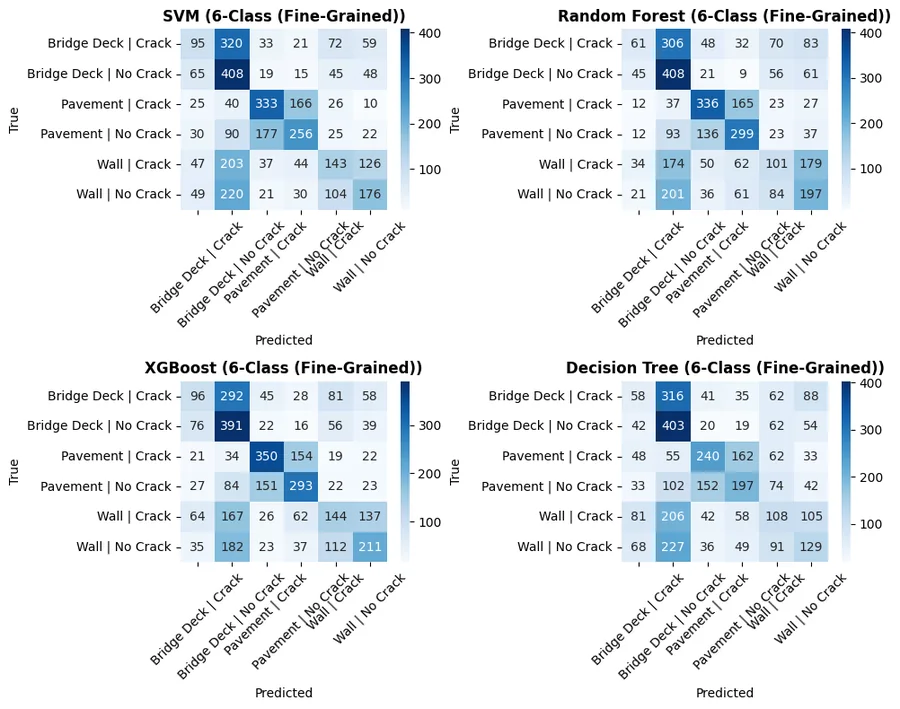 SVM (6-Class (Fine-Grained))
True
Bridge Deck | Crack 95 320 33 21 72 59
Bridge Deck | No Crack 65 408 19 15 45 48
Pavement | Crack 25 40 333 166 26 10
Pavement | No Crack 30 90 177 256 25 22
Wall | Crack 47 203 37 44 143 126
Wall | No Crack 49 220 21 30 104 176
Bridge Deck | Crack
Bridge Deck | No Crack
Pavement | Crack
Pavement | No Crack
Wall | Crack
Wall | No Crack
Predicted
400
300
200
100
Random Forest (6-Class (Fine-Grained))
True
Bridge Deck | Crack 61 306 48 32 70 83
Bridge Deck | No Crack 45 408 21 9 56 61
Pavement | Crack 12 37 336 165 23 27
Pavement | No Crack 12 93 136 299 23 37
Wall | Crack 34 174 50 62 101 179
Wall | No Crack 21 201 36 61 84 197
Bridge Deck | Crack
Bridge Deck | No Crack
Pavement | Crack
Pavement | No Crack
Wall | Crack
Wall | No Crack
Predicted
400
300
200
100
XGBoost (6-Class (Fine-Grained))
True
Bridge Deck | Crack 96 292 45 28 81 58
Bridge Deck | No Crack 76 391 22 16 56 39
Pavement | Crack 21 34 350 154 19 22
Pavement | No Crack 27 84 151 293 22 23
Wall | Crack 64 167 26 62 144 137
Wall | No Crack 35 182 23 37 112 211
Bridge Deck | Crack
Bridge Deck | No Crack
Pavement | Crack
Pavement | No Crack
Wall | Crack
Wall | No Crack
Predicted
300
200
100
Decision Tree (6-Class (Fine-Grained))
True
Bridge Deck | Crack 58 316 41 35 62 88
Bridge Deck | No Crack 42 403 20 19 62 54
Pavement | Crack 48 55 240 162 62 33
Pavement | No Crack 33 102 152 197 74 42
Wall | Crack 81 206 42 58 108 105
Wall | No Crack 68 227 36 49 91 129
Bridge Deck | Crack
Bridge Deck | No Crack
Pavement | Crack
Pavement | No Crack
Wall | Crack
Wall | No Crack
Predicted
400
300
200
100